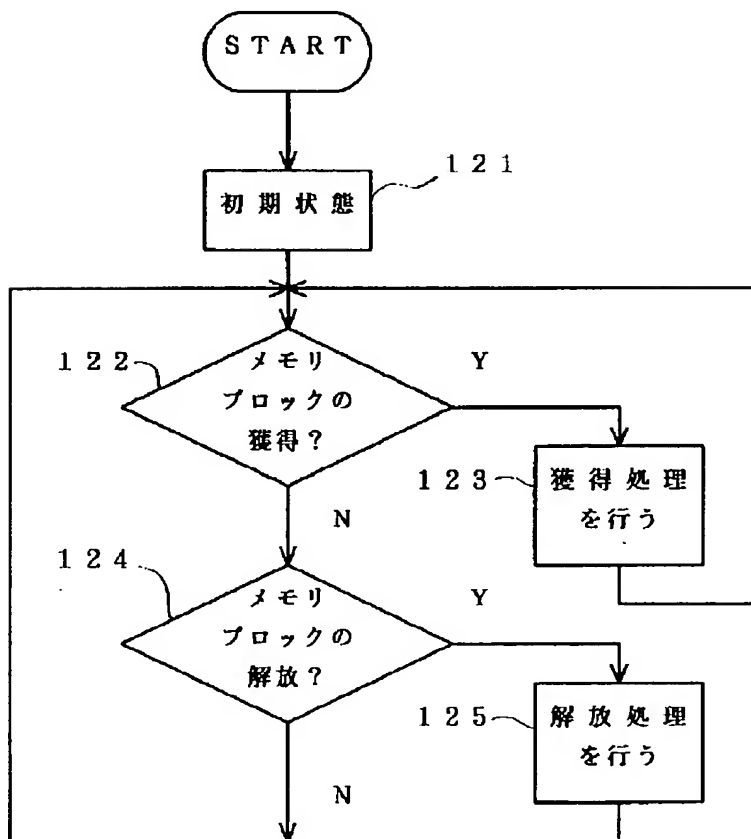 START
初期状態
121
122
メモリ
ブロックの
獲得?
Y
123
獲得処理
を行う
N
124
メモリ
ブロックの
解放?
Y
125
解放処理
を行う
N